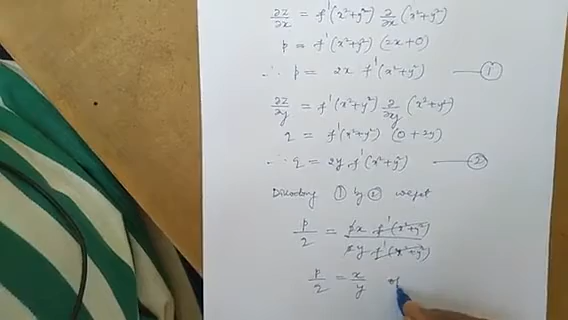 ∂z/∂x = f'(x²+y²) ∂/∂x (x²+y²)
p = f'(x²+y²) (2x+0)
∴ p = 2x f'(x²+y²) —— ①
∂z/∂y = f'(x²+y²) ∂/∂y (x²+y²)
q = f'(x²+y²) (0+2y)
∴ q = 2y f'(x²+y²) —— ②
① by ② we get
p/q = 2x f'(x²+y²) / 2y f'(x²+y²)
p/q = x/y